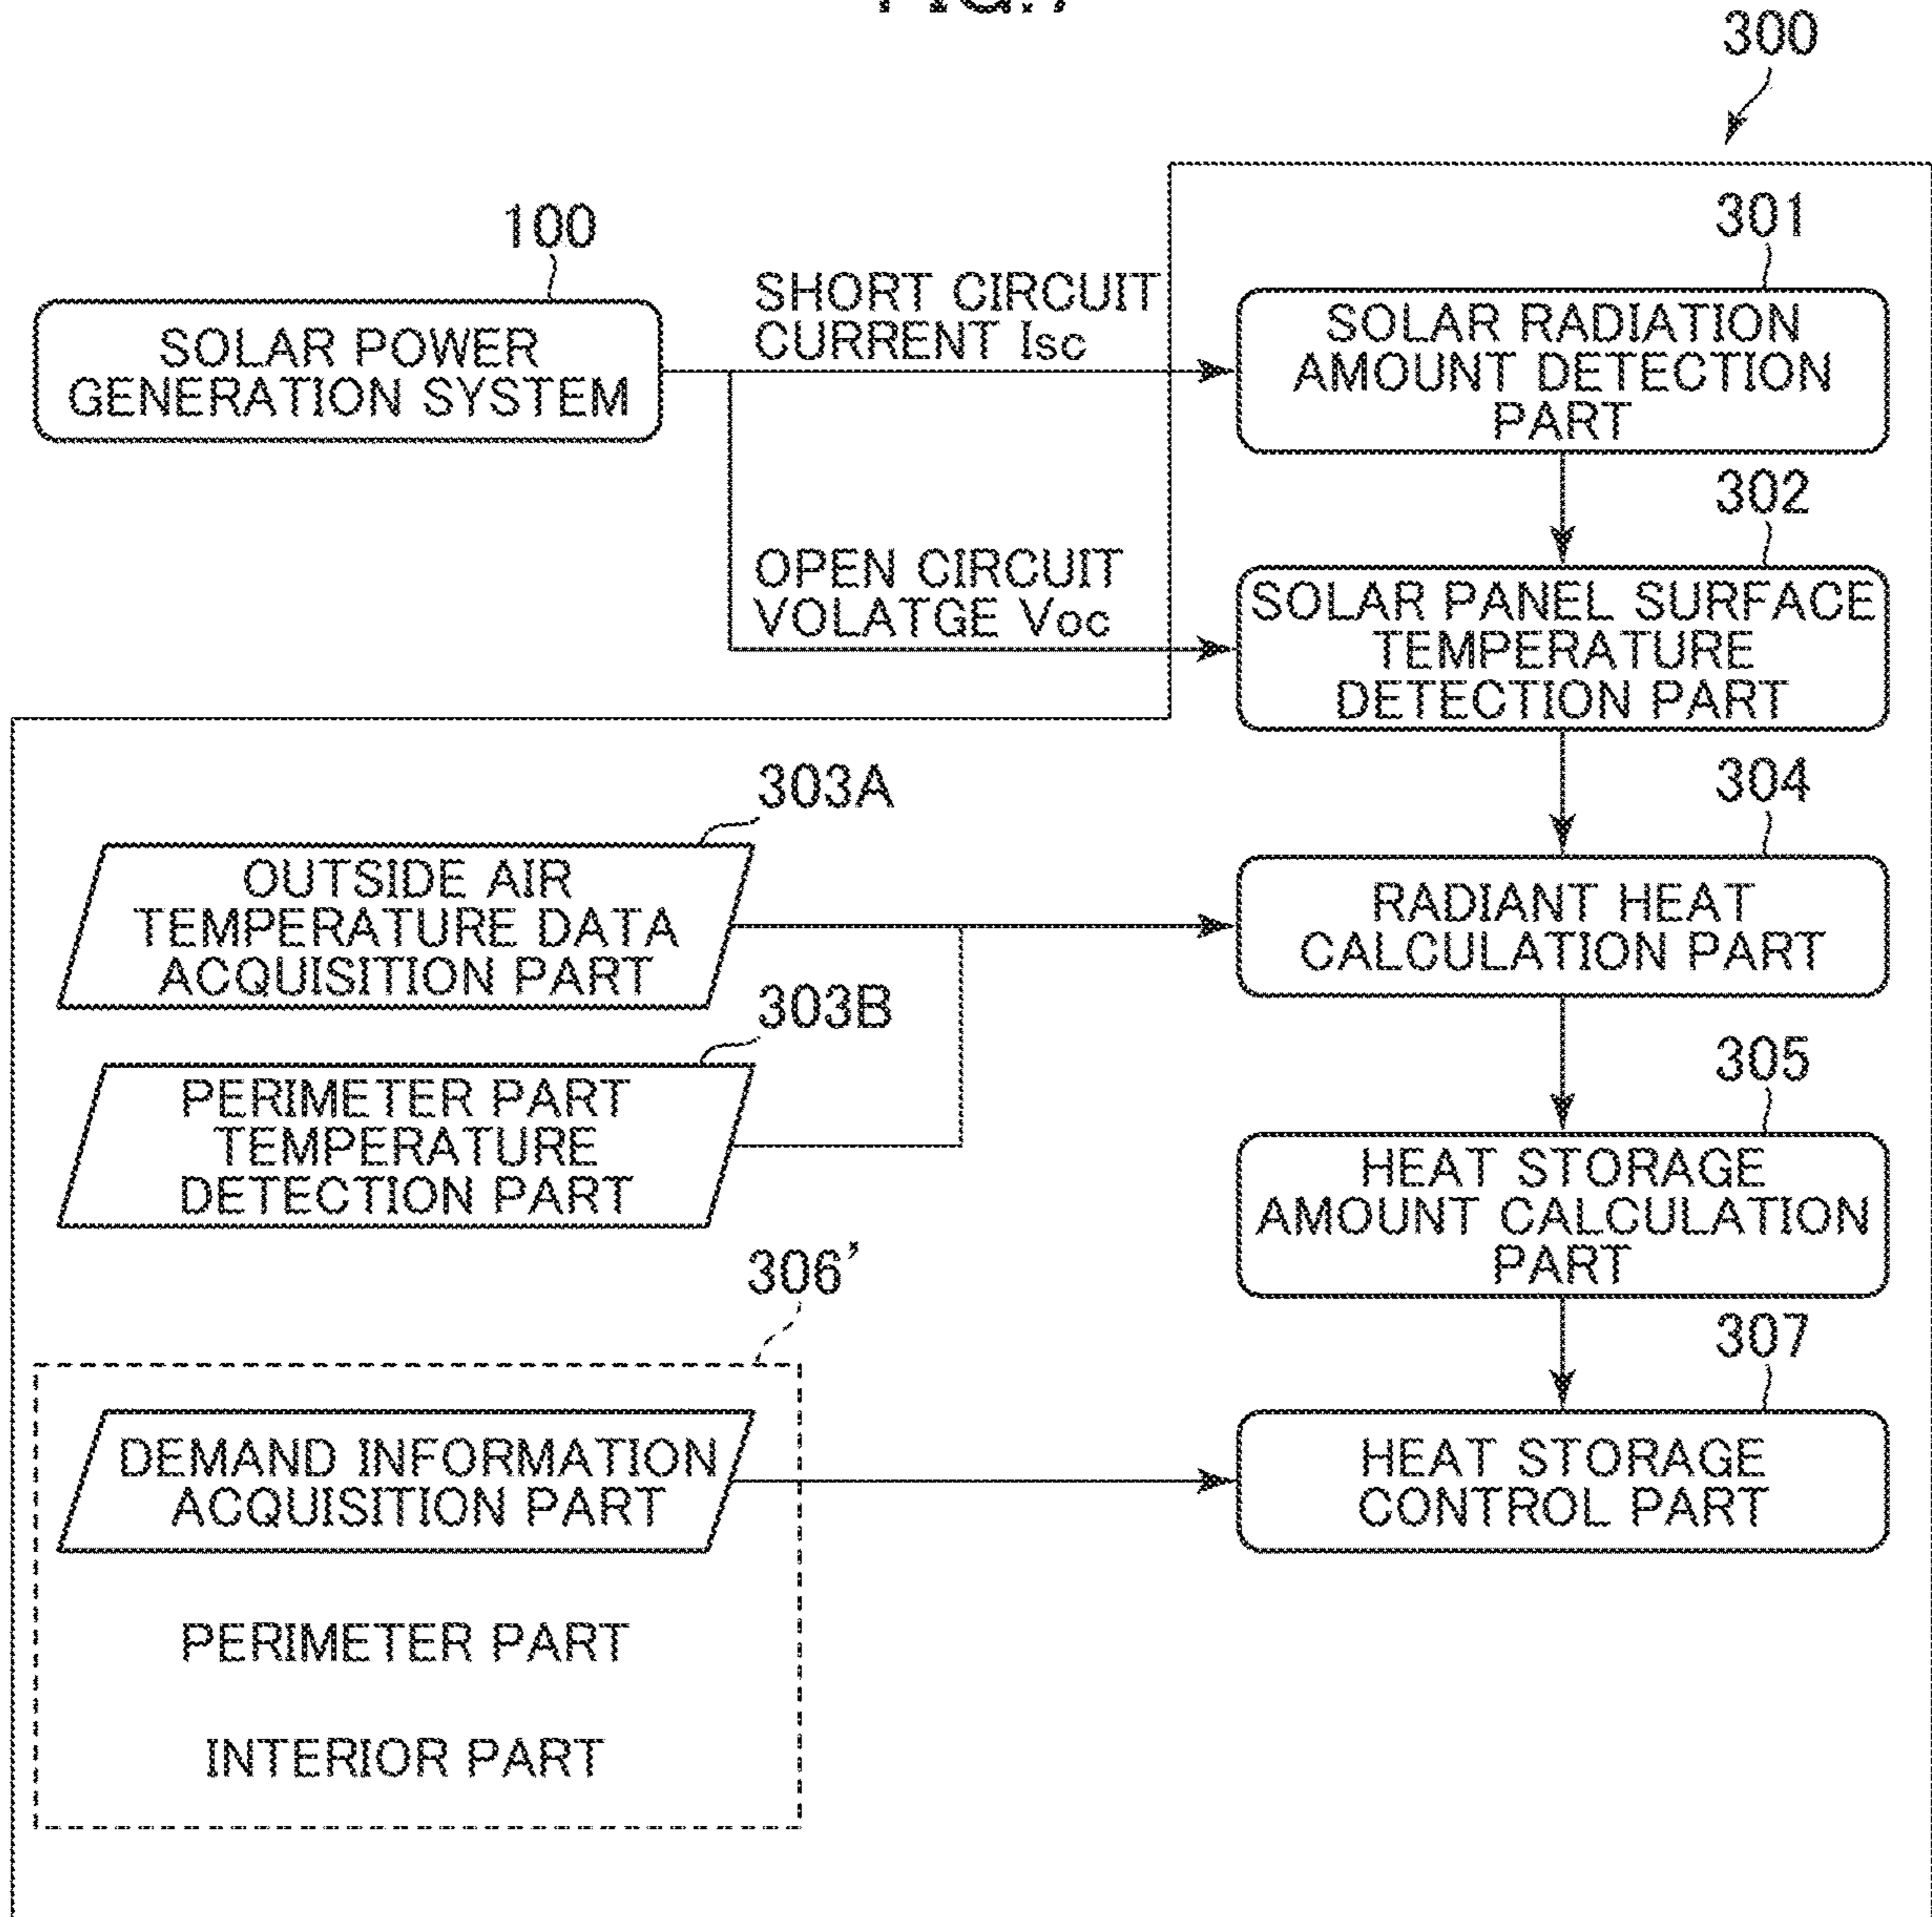 300
100
SOLAR POWER
GENERATION SYSTEM
SHORT CIRCUIT
CURRENT Isc
301
SOLAR RADIATION
AMOUNT DETECTION
PART
OPEN CIRCUIT
VOLATGE Voc
302
SOLAR PANEL SURFACE
TEMPERATURE
DETECTION PART
303A
OUTSIDE AIR
TEMPERATURE DATA
ACQUISITION PART
304
RADIANT HEAT
CALCULATION PART
303B
PERIMETER PART
TEMPERATURE
DETECTION PART
305
HEAT STORAGE
AMOUNT CALCULATION
PART
306’
DEMAND INFORMATION
ACQUISITION PART
PERIMETER PART
INTERIOR PART
307
HEAT STORAGE
CONTROL PART